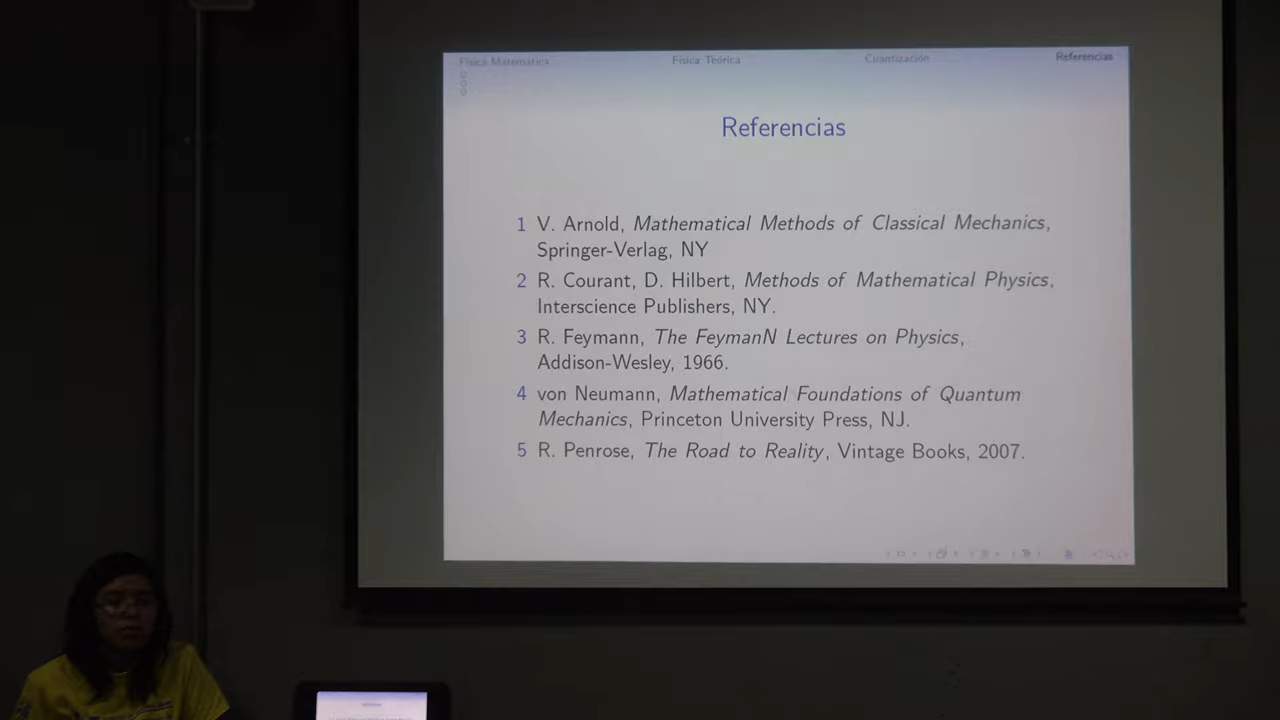 Física Matemática Física Teórica Cuantización Referencias
Referencias
1 V. Arnold, Mathematical Methods of Classical Mechanics,
Springer-Verlag, NY
2 R. Courant, D. Hilbert, Methods of Mathematical Physics,
Interscience Publishers, NY.
3 R. Feymann, The FeymanN Lectures on Physics,
Addison-Wesley, 1966.
4 von Neumann, Mathematical Foundations of Quantum
Mechanics, Princeton University Press, NJ.
5 R. Penrose, The Road to Reality, Vintage Books, 2007.